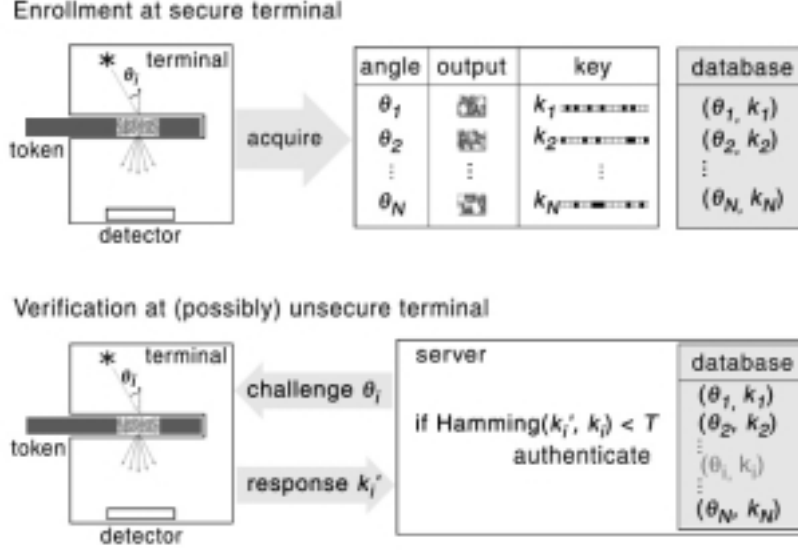 Enrollment at secure terminal
terminal
θi
token
detector
acquire
angle output key
θ1 k1
θ2 k2
⋮ ⋮ ⋮
θN kN
database
(θ1, k1)
(θ2, k2)
⋮
(θN, kN)
Verification at (possibly) unsecure terminal
terminal
θi
token
detector
challenge θi
response ki′
server
if Hamming(ki′, ki) < T
authenticate
database
(θ1, k1)
(θ2, k2)
⋮
(θi, ki)
⋮
(θN, kN)